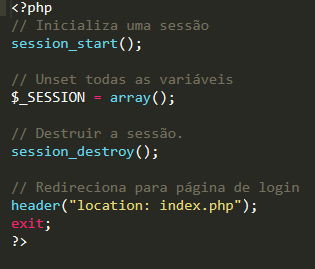 <?php
// Inicializa uma sessão
session_start();
// Unset todas as variáveis
$_SESSION = array();
// Destruir a sessão.
session_destroy();
// Redireciona para página de login
header("location: index.php");
exit;
?>